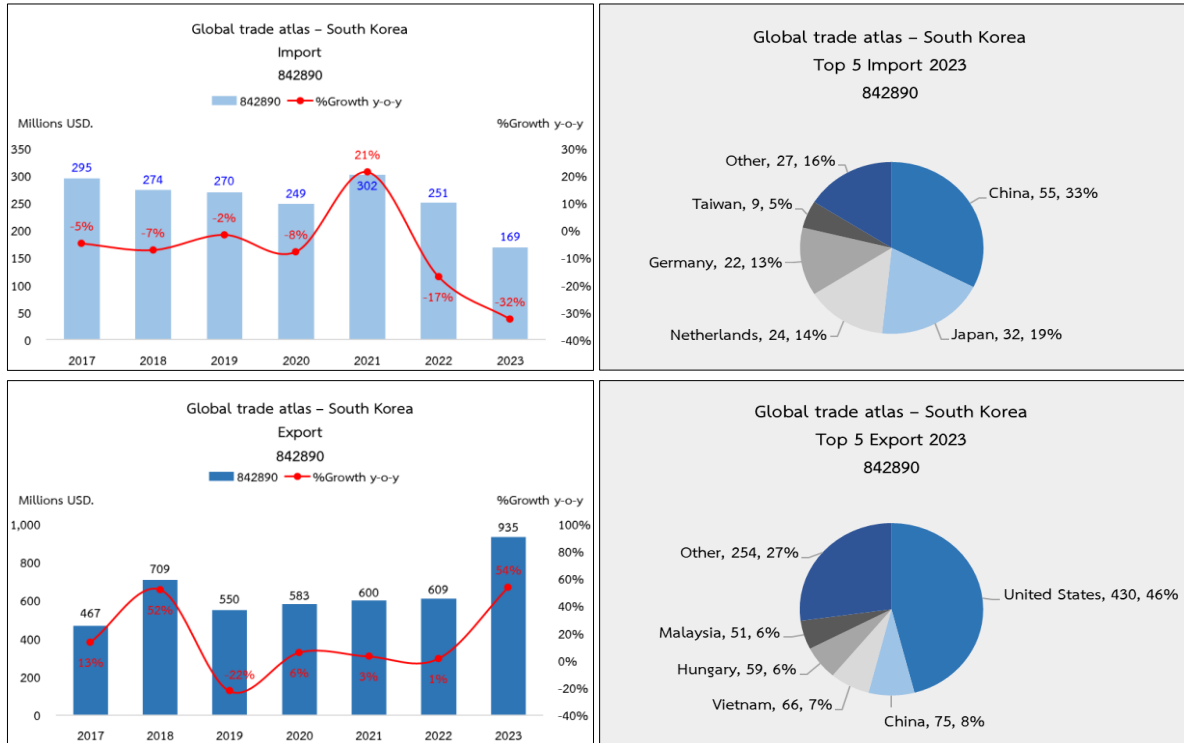 Global trade atlas – South Korea
Import
842890
842890 %Growth y-o-y
Millions USD. %Growth y-o-y
350 300 250 200 150 100 50 0
295 274 270 249 302 251 169
-5% -7% -2% -8% 21% -17% -32%
30% 20% 10% 0% -10% -20% -30% -40%
2017 2018 2019 2020 2021 2022 2023
Global trade atlas – South Korea
Top 5 Import 2023
842890
Other, 27, 16%
China, 55, 33%
Taiwan, 9, 5%
Germany, 22, 13%
Netherlands, 24, 14%
Japan, 32, 19%
Global trade atlas – South Korea
Export
842890
842890 %Growth y-o-y
Millions USD. %Growth y-o-y
1,000 800 600 400 200 0
467 709 550 583 600 609 935
13% 52% -22% 6% 3% 1% 54%
100% 80% 60% 40% 20% 0% -20% -40%
2017 2018 2019 2020 2021 2022 2023
Global trade atlas – South Korea
Top 5 Export 2023
842890
Other, 254, 27%
United States, 430, 46%
Malaysia, 51, 6%
Hungary, 59, 6%
Vietnam, 66, 7%
China, 75, 8%